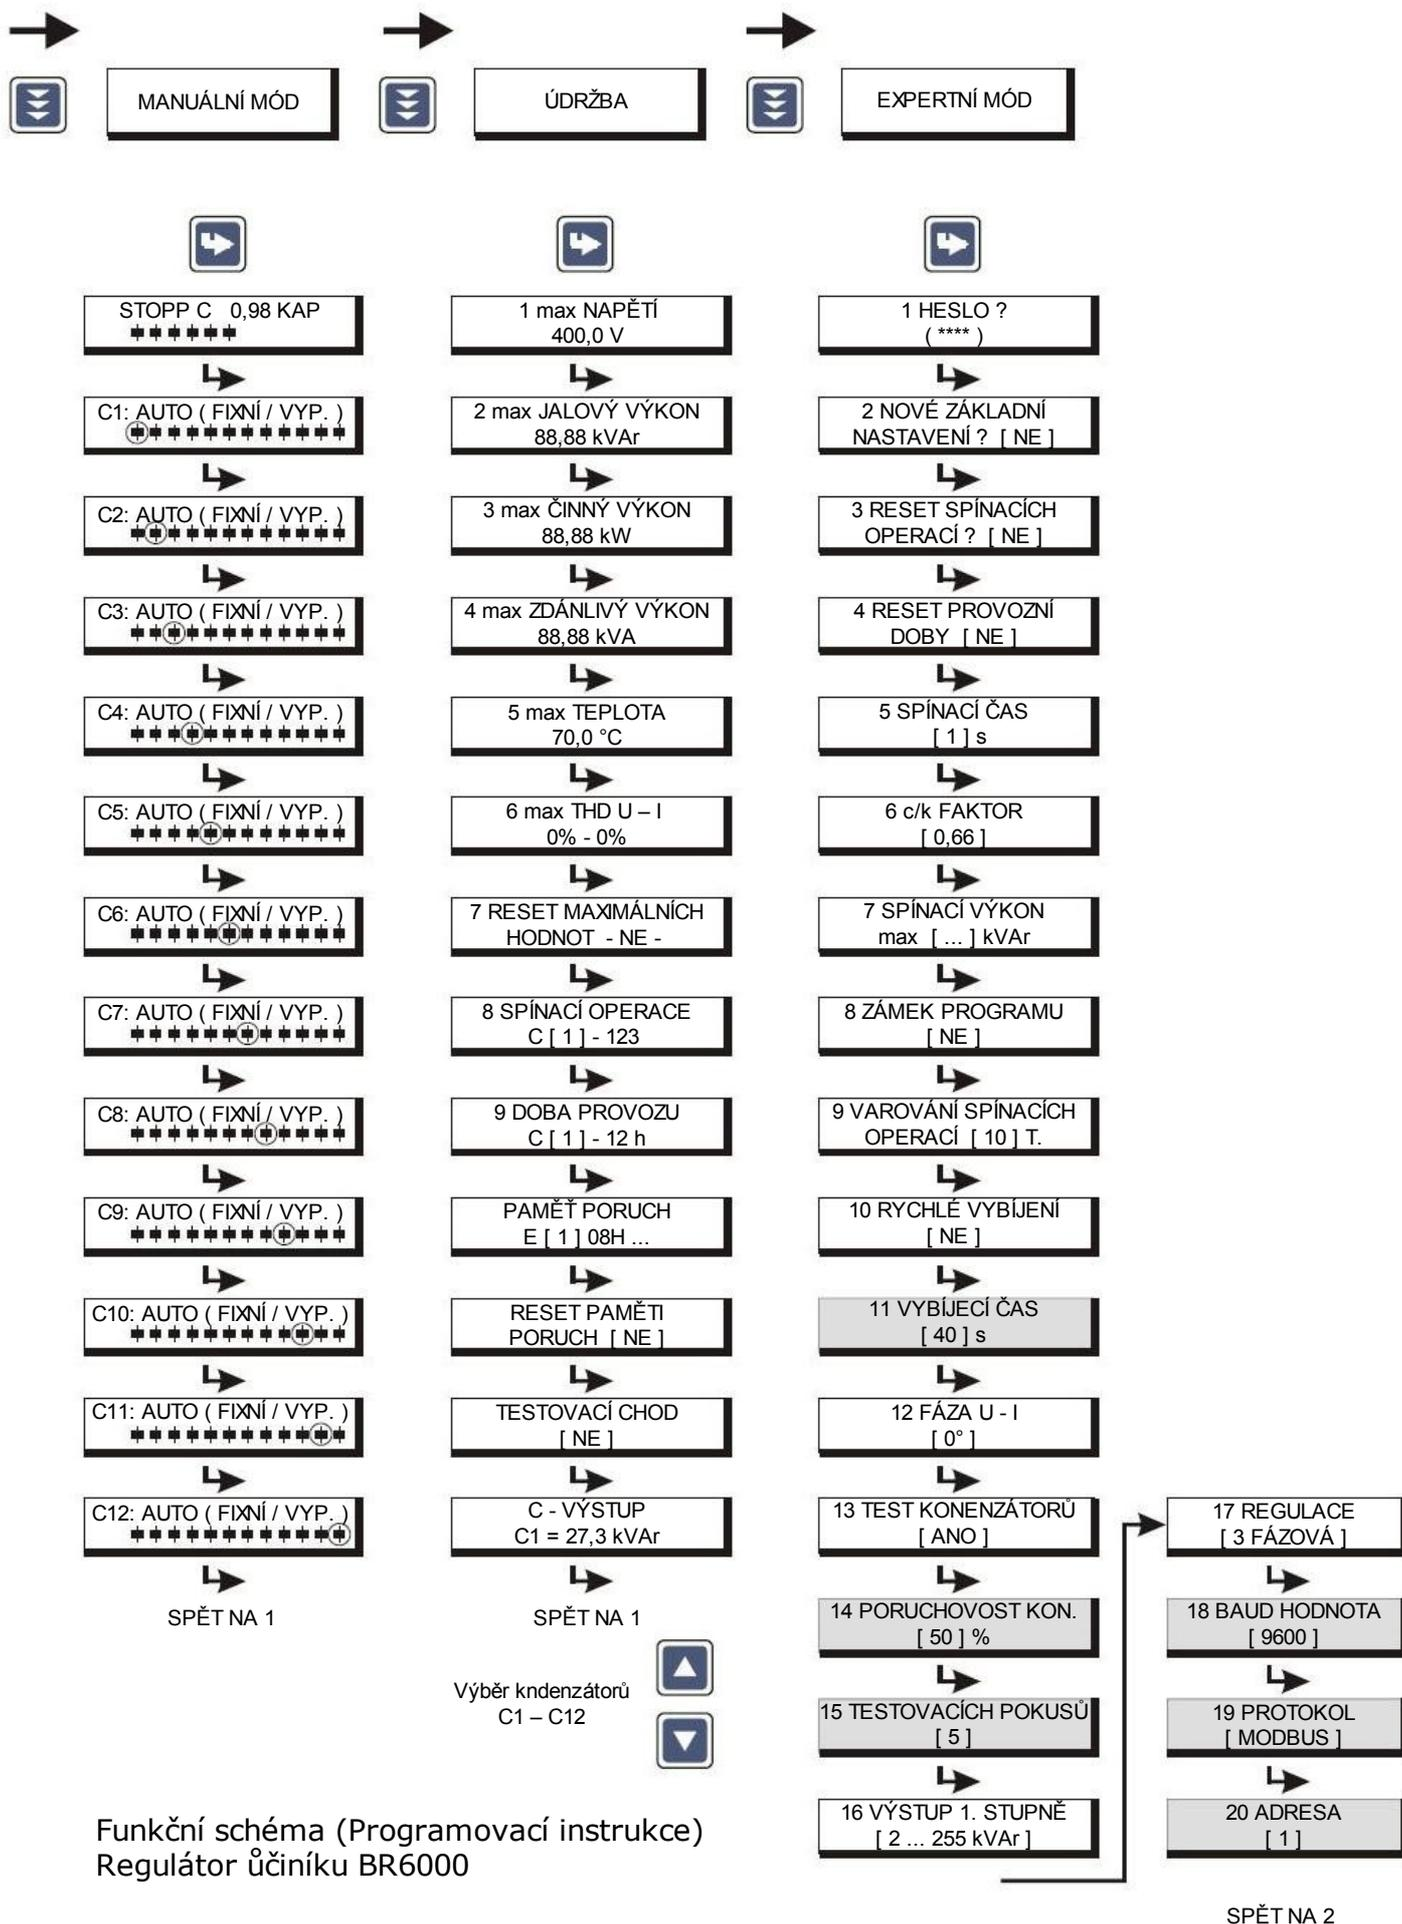 MANUÁLNÍ MÓD
ÚDRŽBA
EXPERTNÍ MÓD
STOPP C 0,98 KAP
C1: AUTO ( FIXNÍ / VYP. )
C2: AUTO ( FIXNÍ / VYP. )
C3: AUTO ( FIXNÍ / VYP. )
C4: AUTO ( FIXNÍ / VYP. )
C5: AUTO ( FIXNÍ / VYP. )
C6: AUTO ( FIXNÍ / VYP. )
C7: AUTO ( FIXNÍ / VYP. )
C8: AUTO ( FIXNÍ / VYP. )
C9: AUTO ( FIXNÍ / VYP. )
C10: AUTO ( FIXNÍ / VYP. )
C11: AUTO ( FIXNÍ / VYP. )
C12: AUTO ( FIXNÍ / VYP. )
SPĚT NA 1
1 max NAPĚTÍ
400,0 V
2 max JALOVÝ VÝKON
88,88 kVAr
3 max ČINNÝ VÝKON
88,88 kW
4 max ZDÁNLIVÝ VÝKON
88,88 kVA
5 max TEPLOTA
70,0 °C
6 max THD U – I
0% - 0%
7 RESET MAXIMÁLNÍCH
HODNOT - NE -
8 SPÍNACÍ OPERACE
C [ 1 ] - 123
9 DOBA PROVOZU
C [ 1 ] - 12 h
PAMĚŤ PORUCH
E [ 1 ] 08H ...
RESET PAMĚTI
PORUCH [ NE ]
TESTOVACÍ CHOD
[ NE ]
C - VÝSTUP
C1 = 27,3 kVAr
SPĚT NA 1
Výběr kndenzátorů
C1 – C12
1 HESLO ?
( **** )
2 NOVÉ ZÁKLADNÍ
NASTAVENÍ ? [ NE ]
3 RESET SPÍNACÍCH
OPERACÍ ? [ NE ]
4 RESET PROVOZNÍ
DOBY [ NE ]
5 SPÍNACÍ ČAS
[ 1 ] s
6 c/k FAKTOR
[ 0,66 ]
7 SPÍNACÍ VÝKON
max [ ... ] kVAr
8 ZÁMEK PROGRAMU
[ NE ]
9 VAROVÁNÍ SPÍNACÍCH
OPERACÍ [ 10 ] T.
10 RYCHLÉ VYBÍJENÍ
[ NE ]
11 VYBÍJECÍ ČAS
[ 40 ] s
12 FÁZA U - I
[ 0° ]
13 TEST KONENZÁTORŮ
[ ANO ]
14 PORUCHOVOST KON.
[ 50 ] %
15 TESTOVACÍCH POKUSŮ
[ 5 ]
16 VÝSTUP 1. STUPNĚ
[ 2 ... 255 kVAr ]
17 REGULACE
[ 3 FÁZOVÁ ]
18 BAUD HODNOTA
[ 9600 ]
19 PROTOKOL
[ MODBUS ]
20 ADRESA
[ 1 ]
SPĚT NA 2
Funkční schéma (Programovací instrukce)
Regulátor ůčiníku BR6000